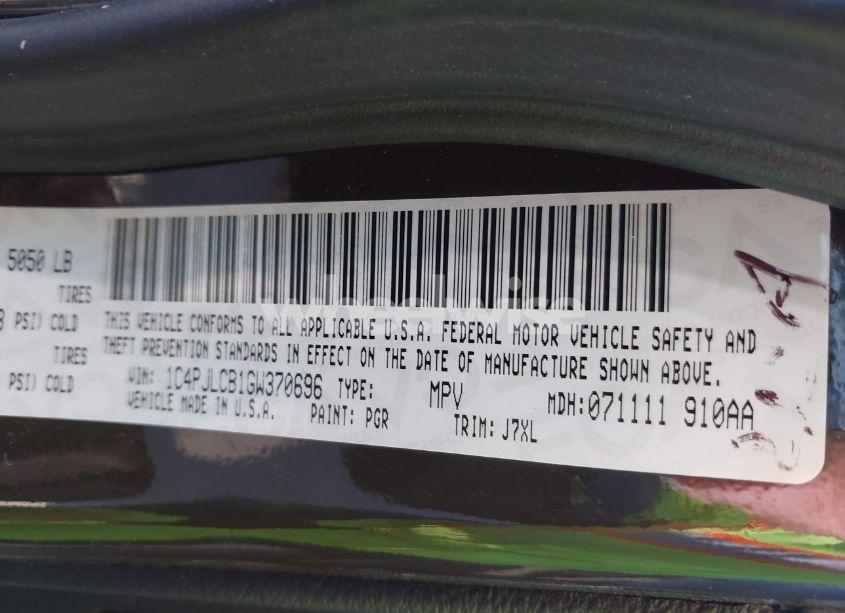 5050 LB
TIRES
PSI) COLD
TIRES
PSI) COLD
wheelwise
THIS VEHICLE CONFORMS TO ALL APPLICABLE U.S.A. FEDERAL MOTOR VEHICLE SAFETY AND
THEFT PREVENTION STANDARDS IN EFFECT ON THE DATE OF MANUFACTURE SHOWN ABOVE.
VIN: 1C4PJLCB1GW370696 TYPE: MPV MDH:071111 910AA
VEHICLE MADE IN U.S.A. PAINT: PGR TRIM: J7XL